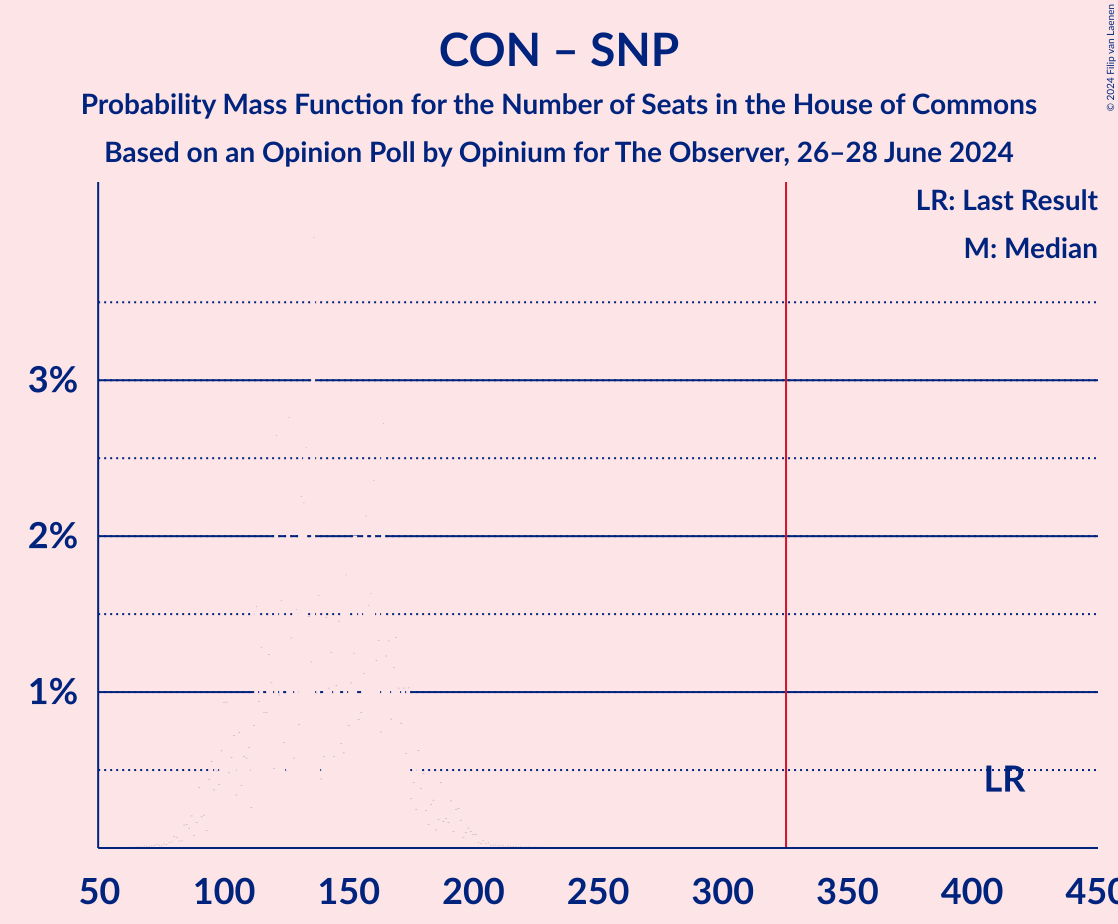 CON – SNP
Probability Mass Function for the Number of Seats in the House of Commons
Based on an Opinion Poll by Opinium for The Observer, 26–28 June 2024
© 2024 Filip van Laenen
LR: Last Result
M: Median
3%
2%
1%
LR
50 100 150 200 250 300 350 400 450